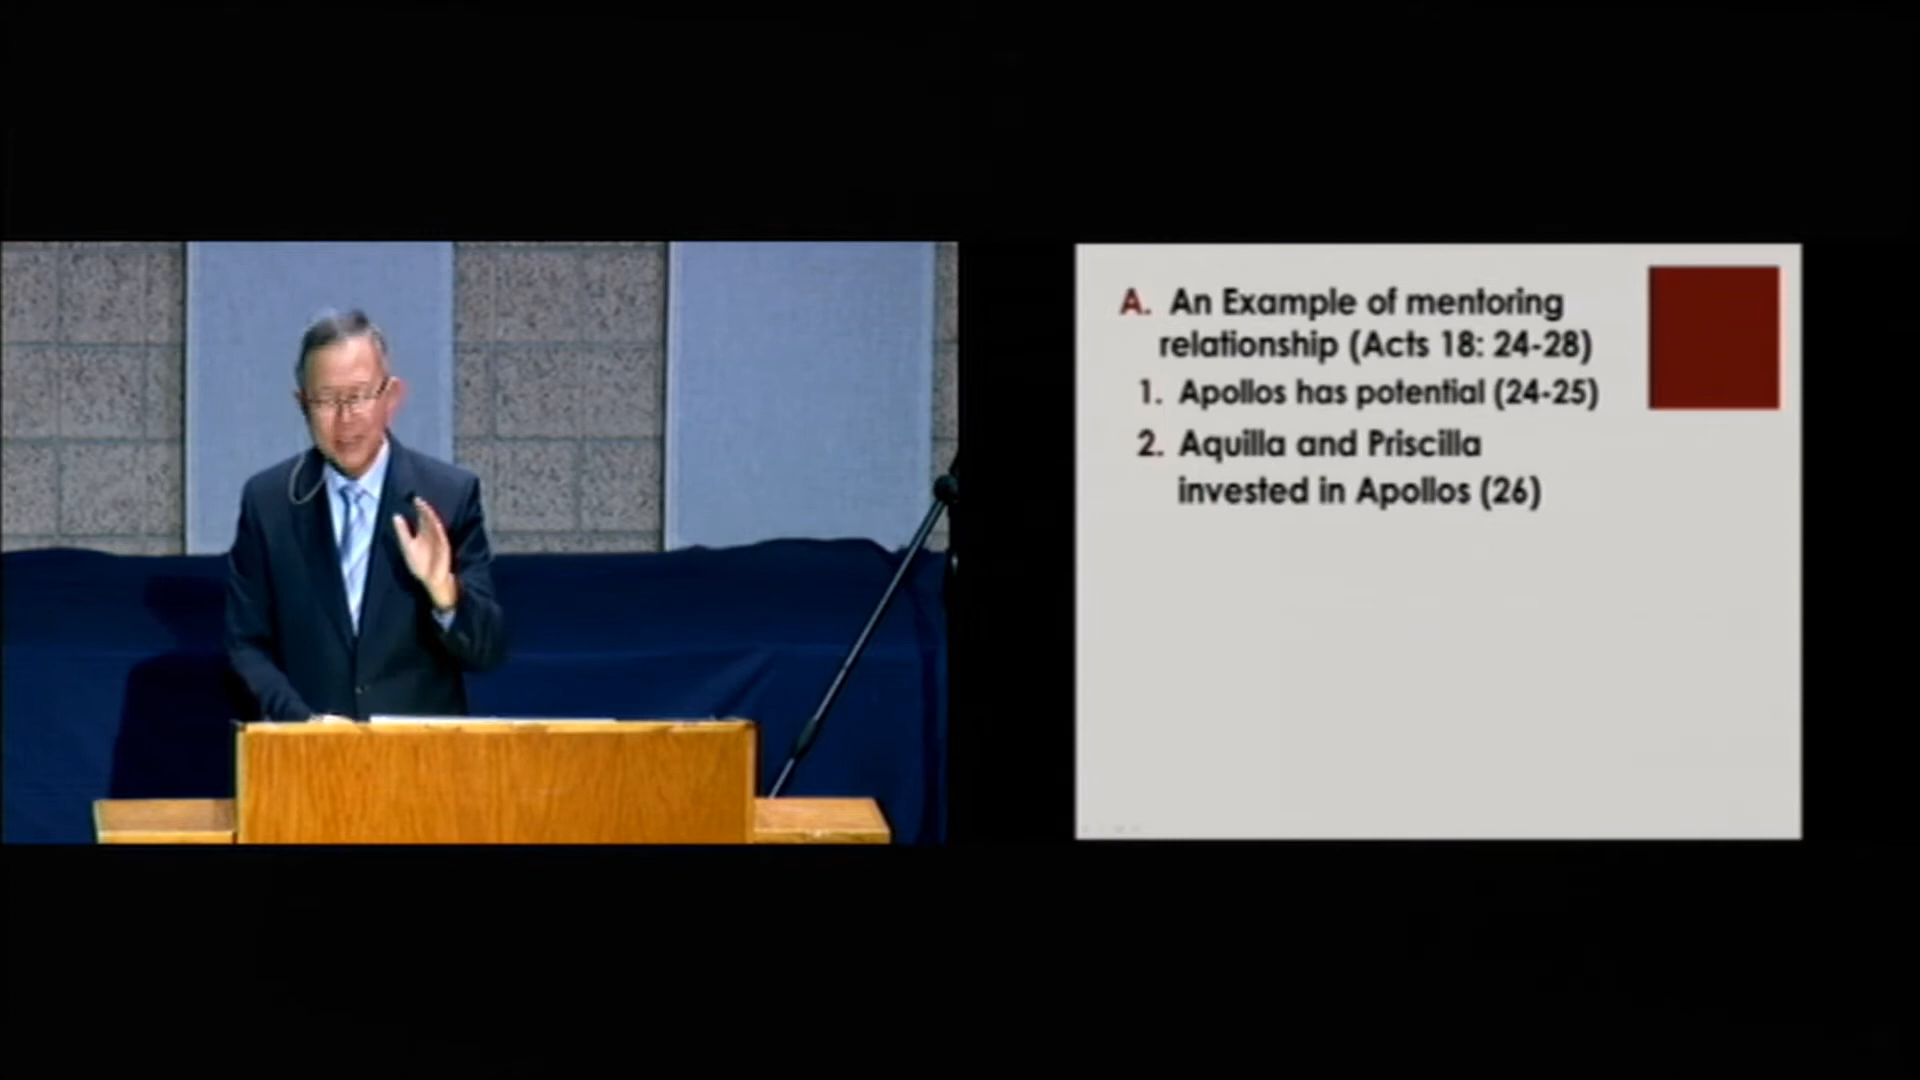 A. An Example of mentoring
relationship (Acts 18: 24-28)
1. Apollos has potential (24-25)
2. Aquilla and Priscilla
invested in Apollos (26)